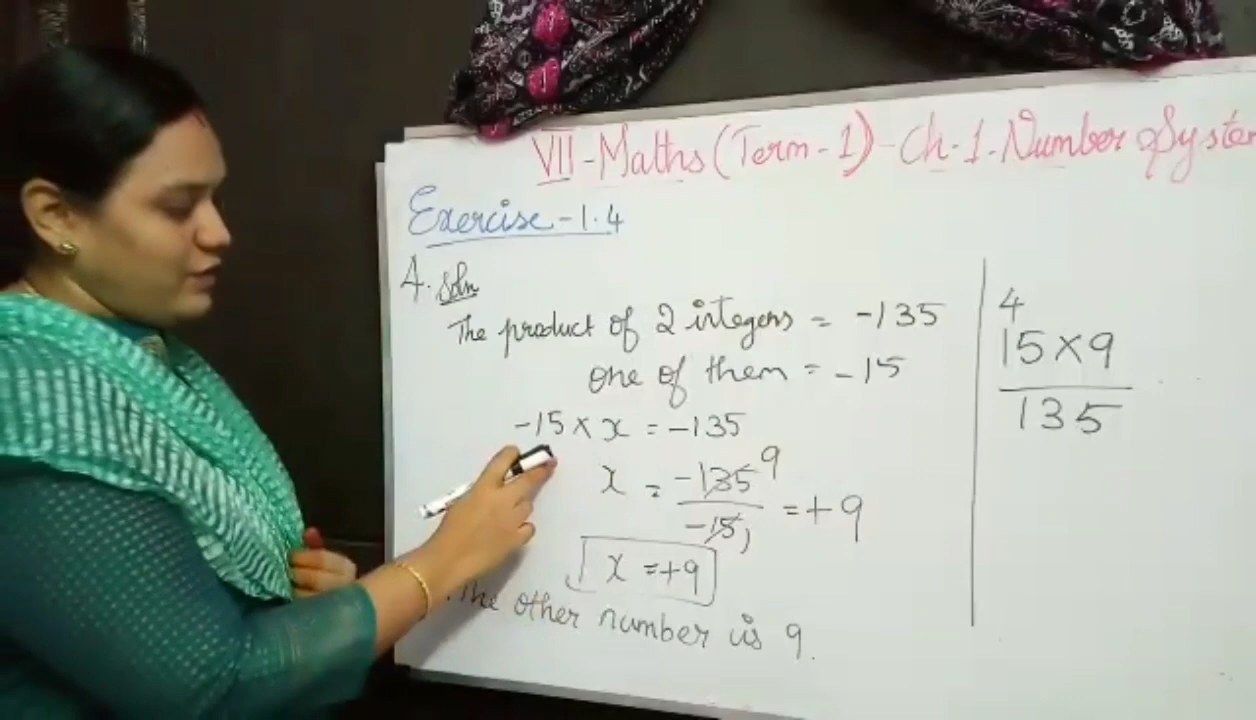 VII-Maths (Term-1)-Ch-1-Number System
Exercise-1.4
4. Soln
The product of 2 integers = -135
one of them = -15
-15 × x = -135
x = -135 9
-15 1 = +9
x = +9
The other number is 9.
4
15×9
135